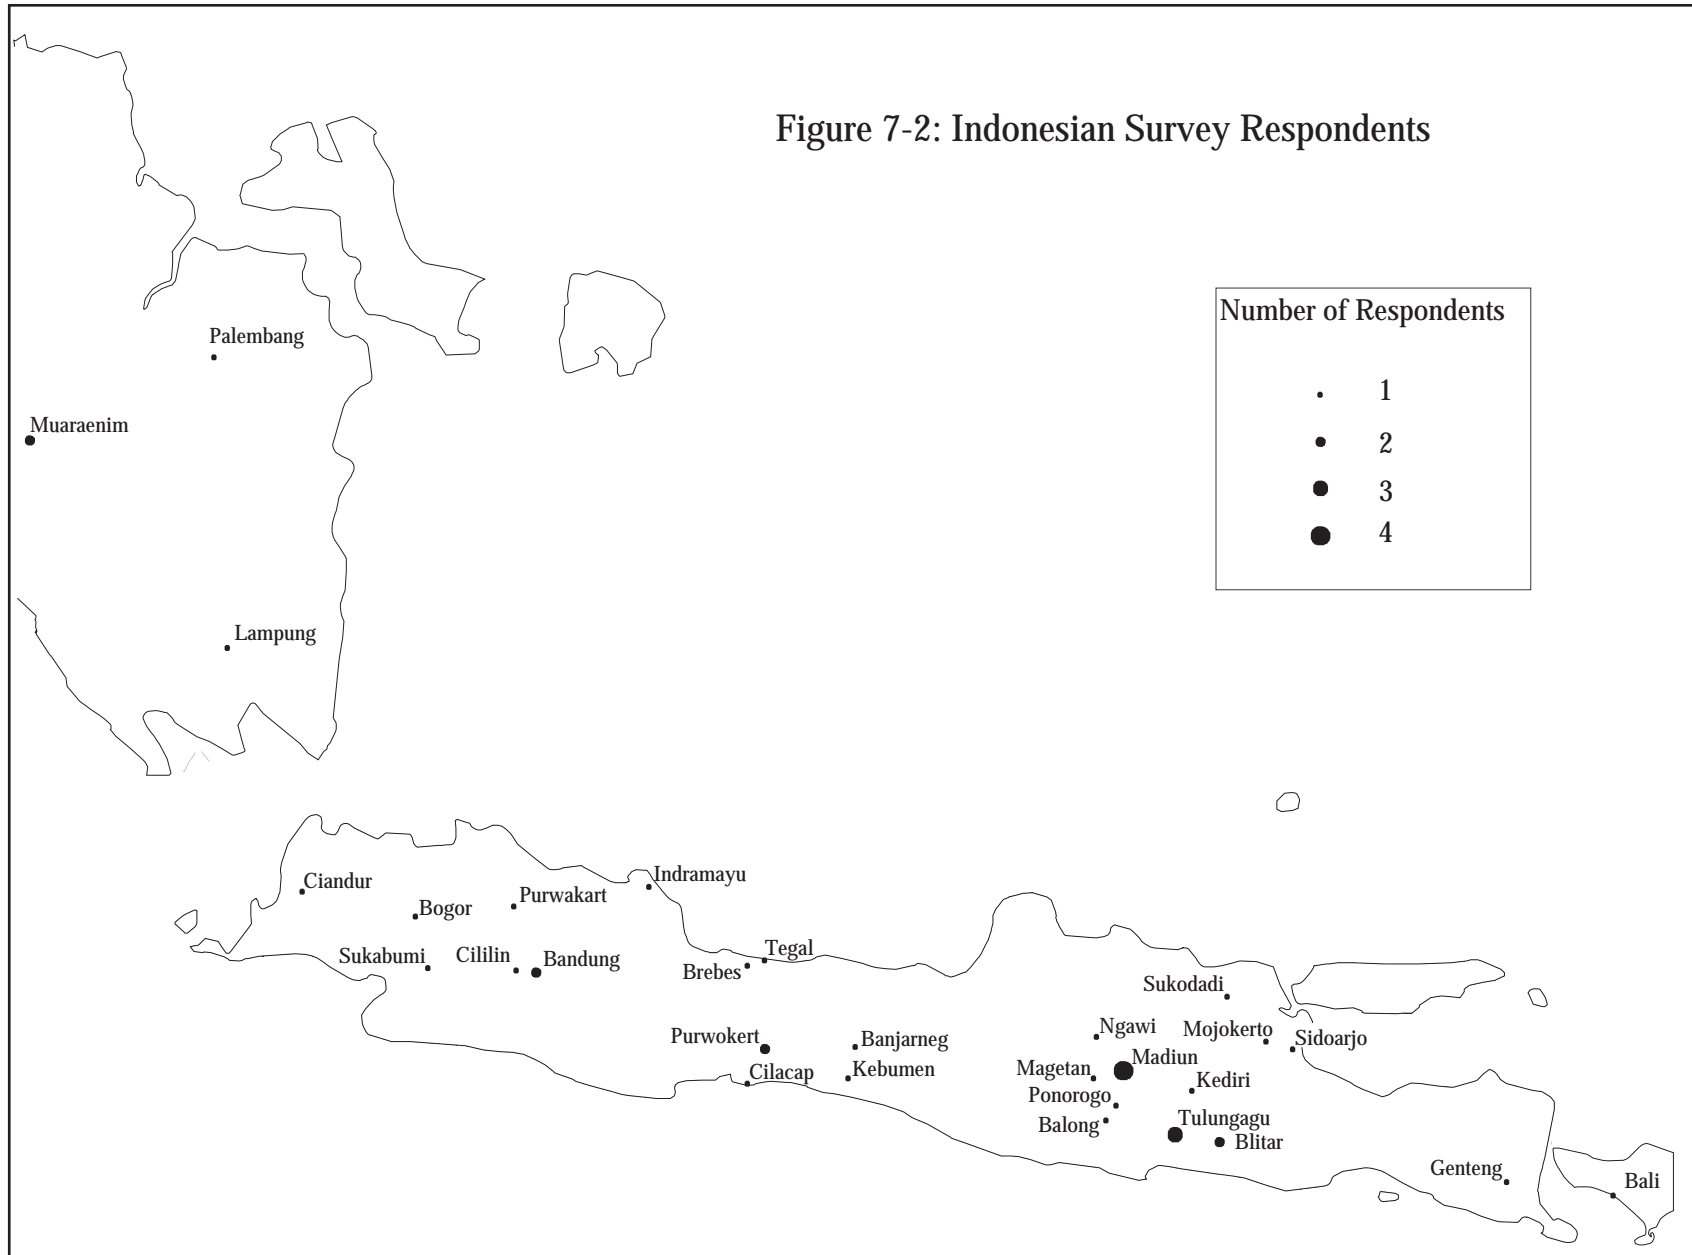 Figure 7-2: Indonesian Survey Respondents
Number of Respondents
1
2
3
4
Palembang
Muaraenim
Lampung
Ciandur
Bogor
Purwakart
Indramayu
Sukabumi
Cililin
Bandung
Tegal
Brebes
Purwokert
Banjarneg
Cilacap
Kebumen
Sukodadi
Ngawi
Mojokerto
Sidoarjo
Magetan
Madiun
Kediri
Ponorogo
Balong
Tulungagu
Blitar
Genteng
Bali